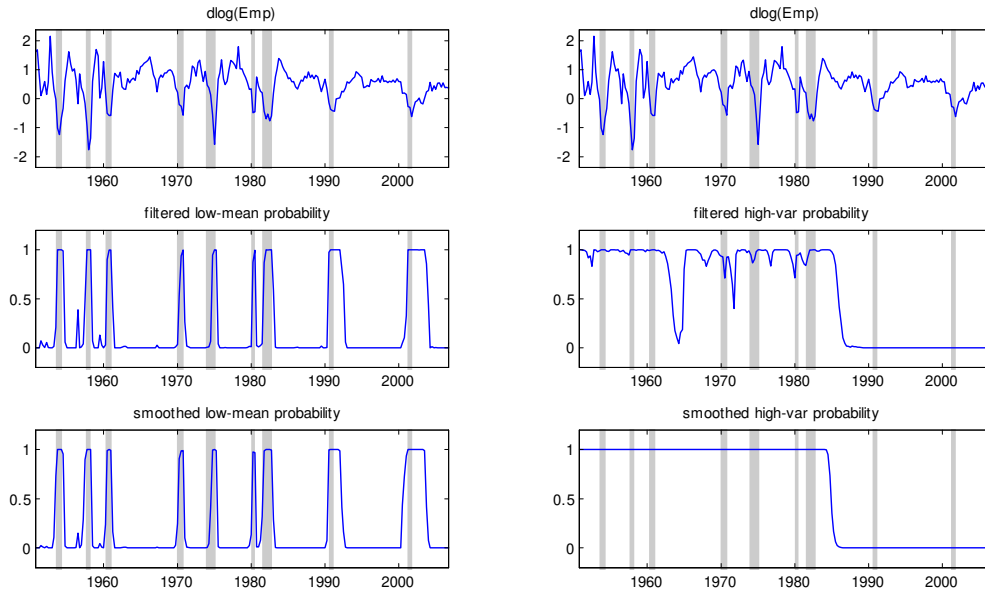 dlog(Emp)
2
1
0
-1
-2
1960 1970 1980 1990 2000
filtered low-mean probability
1
0.5
0
1960 1970 1980 1990 2000
smoothed low-mean probability
1
0.5
0
1960 1970 1980 1990 2000
dlog(Emp)
2
1
0
-1
-2
1960 1970 1980 1990 2000
filtered high-var probability
1
0.5
0
1960 1970 1980 1990 2000
smoothed high-var probability
1
0.5
0
1960 1970 1980 1990 2000